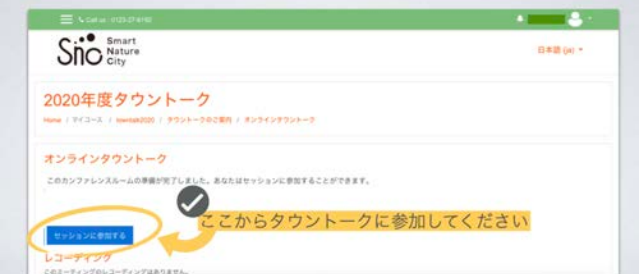 Call us : 0123-27-6192
Snc Smart Nature City
日本語 (ja)
2020年度タウントーク
Home / マイコース / towntalk2020 / タウントークのご案内 / オンラインタウントーク
オンラインタウントーク
このカンファレンスルームの準備が完了しました。あなたはセッションに参加することができます。
ここからタウントークに参加してください
セッションに参加する
レコーディング
このミーティングのレコーディングはありません。